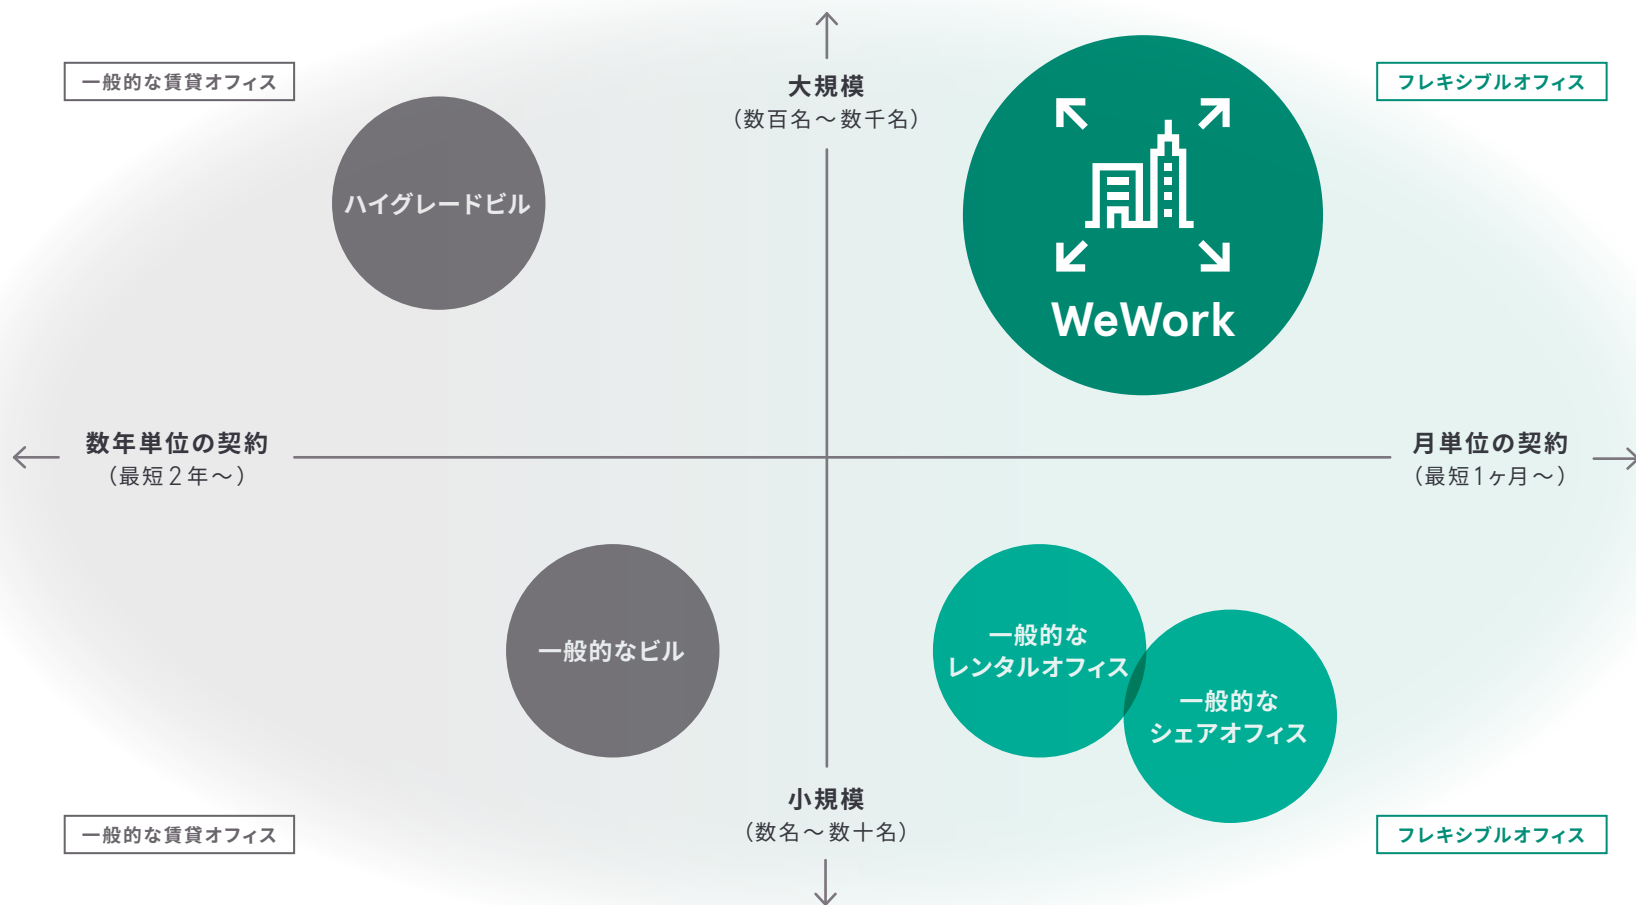 一般的な賃貸オフィス
大規模
（数百名～数千名）
フレキシブルオフィス
ハイグレードビル
WeWork
数年単位の契約
（最短2年～）
月単位の契約
（最短1ヶ月～）
一般的なビル
一般的な
レンタルオフィス
一般的な
シェアオフィス
小規模
（数名～数十名）
一般的な賃貸オフィス
フレキシブルオフィス